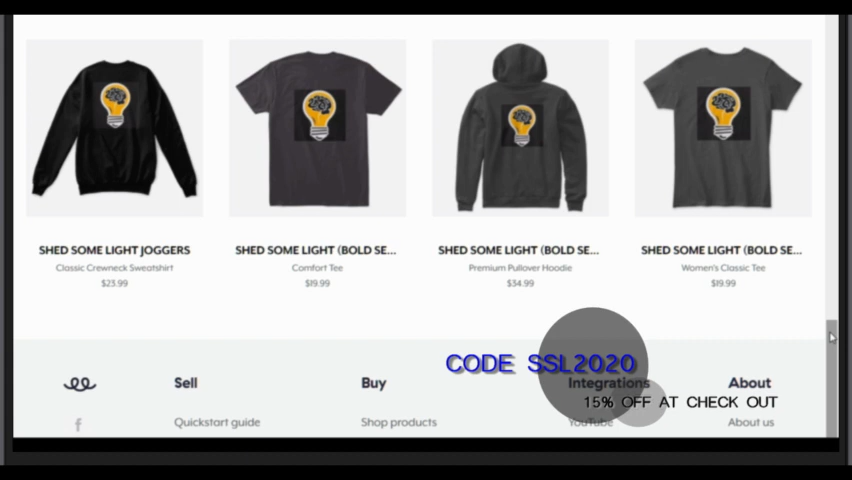 SHED SOME LIGHT JOGGERS
Classic Crewneck Sweatshirt
$23.99
SHED SOME LIGHT (BOLD SE...
Comfort Tee
$19.99
SHED SOME LIGHT (BOLD SE...
Premium Pullover Hoodie
$34.99
SHED SOME LIGHT (BOLD SE...
Women's Classic Tee
$19.99
CODE SSL2020
Sell
Buy
Integrations
About
15% OFF AT CHECK OUT
Quickstart guide
Shop products
YouTube
About us